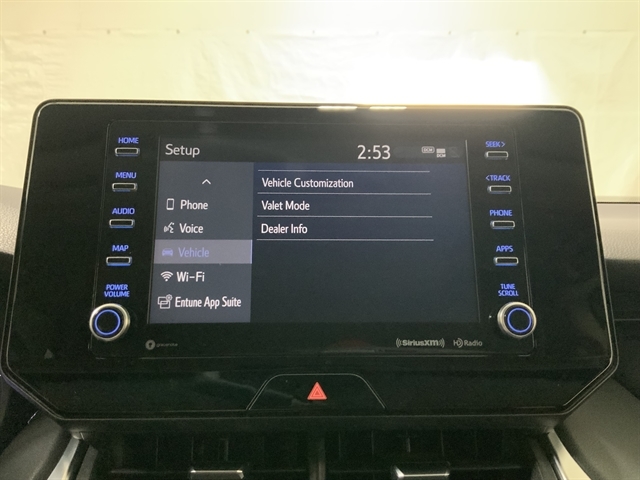 HOME
MENU
AUDIO
MAP
POWER
VOLUME
Setup
2:53
DCM
Phone
Voice
Vehicle
Wi-Fi
Entune App Suite
Vehicle Customization
Valet Mode
Dealer Info
SEEK>
<TRACK
PHONE
APPS
TUNE
SCROLL
SiriusXM
HD Radio